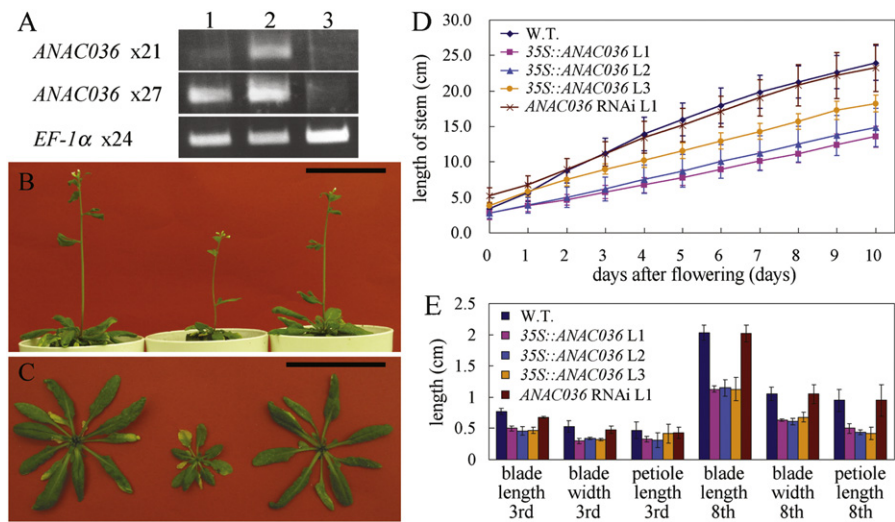 A
1 2 3
ANAC036 x21
ANAC036 x27
EF-1α x24
B
C
D
length of stem (cm)
30.0
25.0
20.0
15.0
10.0
5.0
0.0
W.T.
35S::ANAC036 L1
35S::ANAC036 L2
35S::ANAC036 L3
ANAC036 RNAi L1
0 1 2 3 4 5 6 7 8 9 10
days after flowering (days)
E
length (cm)
2.5
2
1.5
1
0.5
0
W.T.
35S::ANAC036 L1
35S::ANAC036 L2
35S::ANAC036 L3
ANAC036 RNAi L1
blade blade petiole blade blade petiole
length width length length width length
3rd 3rd 3rd 8th 8th 8th